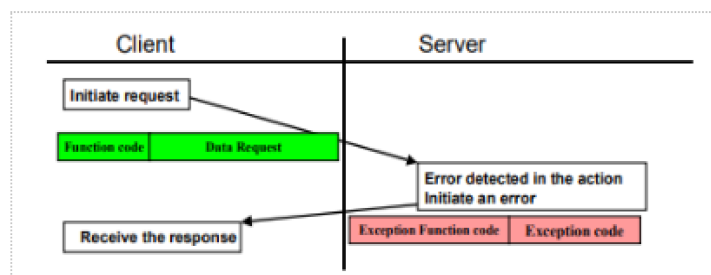 Client
Server
Initiate request
Function code
Data Request
Error detected in the action
Initiate an error
Receive the response
Exception Function code
Exception code